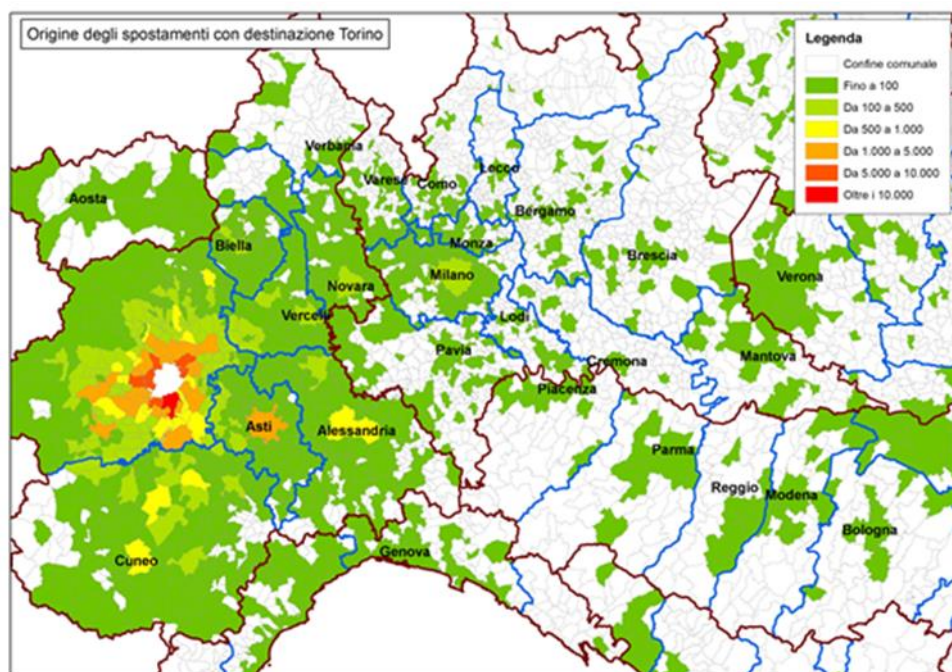 Origine degli spostamenti con destinazione Torino
Legenda
Confine comunale
Fino a 100
Da 100 a 500
Da 500 a 1.000
Da 1.000 a 5.000
Da 5.000 a 10.000
Oltre i 10.000
Verbania
Varese
Como
Lecco
Aosta
Bergamo
Biella
Monza
Milano
Brescia
Verona
Novara
Vercelli
Lodi
Pavia
Cremona
Mantova
Piacenza
Asti
Alessandria
Parma
Reggio
Modena
Bologna
Genova
Cuneo